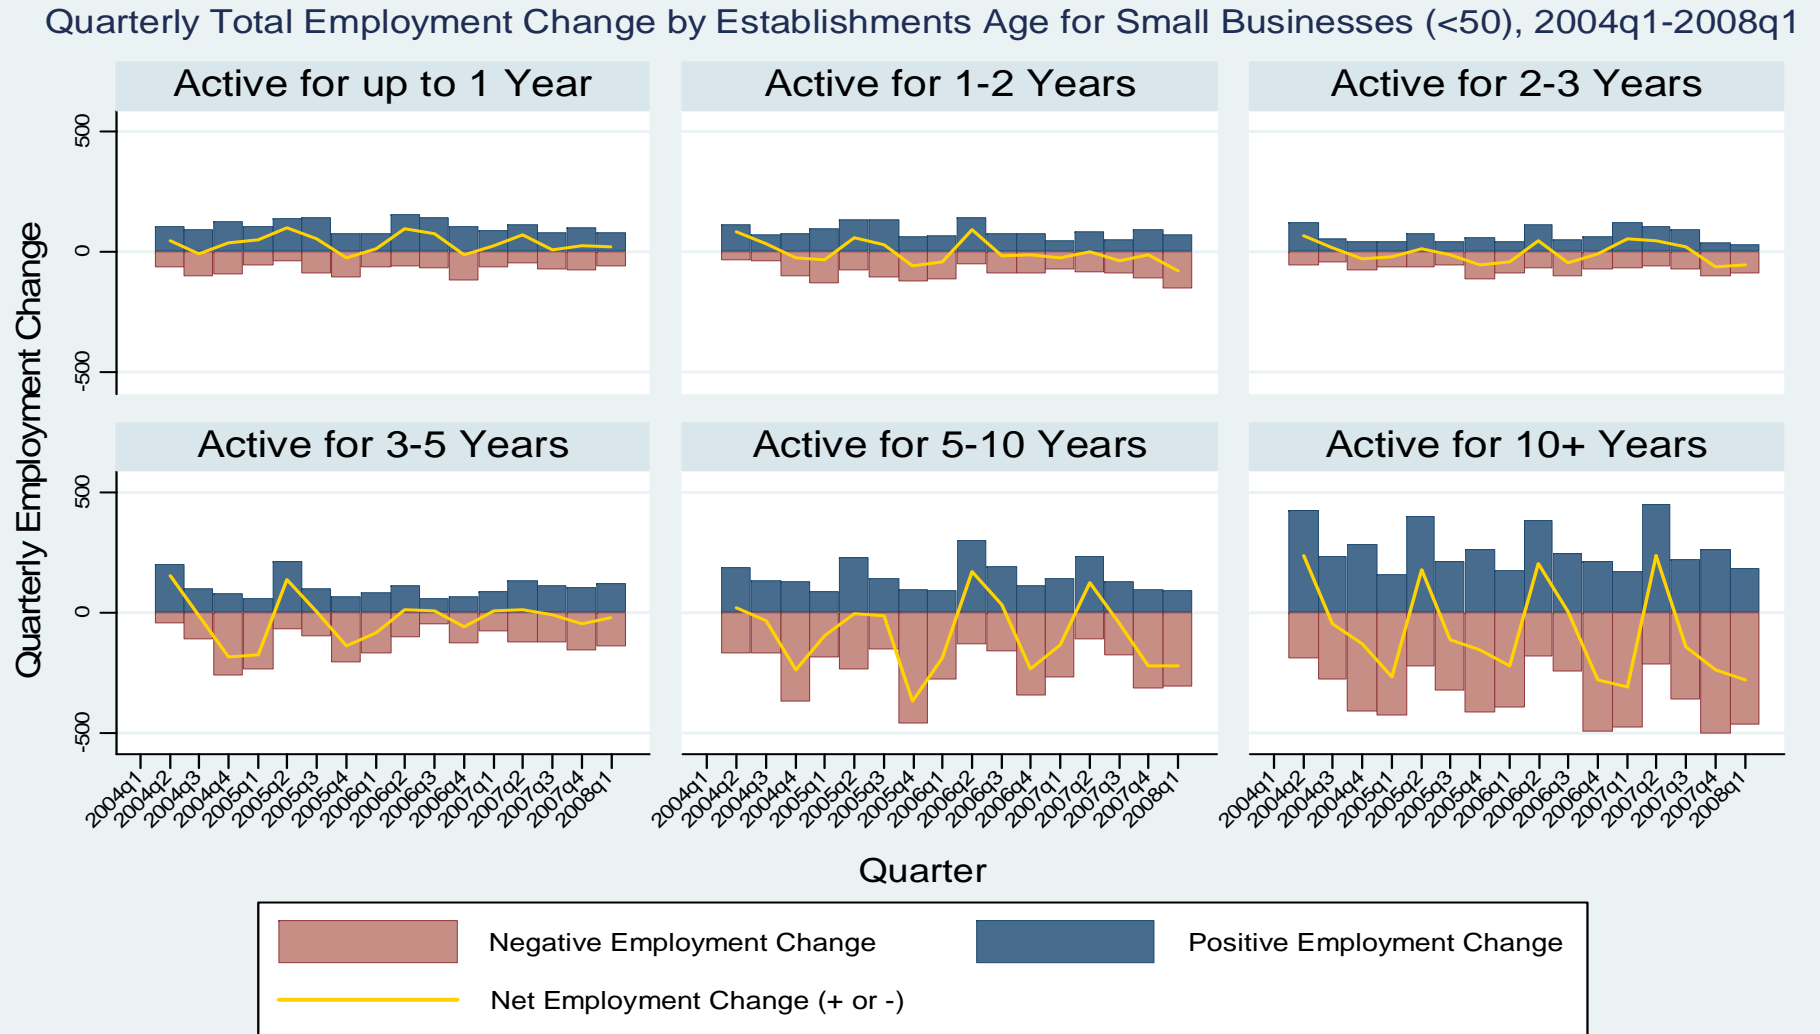 Quarterly Total Employment Change by Establishments Age for Small Businesses (<50), 2004q1-2008q1
Active for up to 1 Year
Active for 1-2 Years
Active for 2-3 Years
500
0
-500
Active for 3-5 Years
Active for 5-10 Years
Active for 10+ Years
500
0
-500
Quarterly Employment Change
2004q1 2004q2 2004q3 2004q4 2005q1 2005q2 2005q3 2005q4 2006q1 2006q2 2006q3 2006q4 2007q1 2007q2 2007q3 2007q4 2008q1
2004q1 2004q2 2004q3 2004q4 2005q1 2005q2 2005q3 2005q4 2006q1 2006q2 2006q3 2006q4 2007q1 2007q2 2007q3 2007q4 2008q1
2004q1 2004q2 2004q3 2004q4 2005q1 2005q2 2005q3 2005q4 2006q1 2006q2 2006q3 2006q4 2007q1 2007q2 2007q3 2007q4 2008q1
Quarter
Negative Employment Change
Positive Employment Change
Net Employment Change (+ or -)